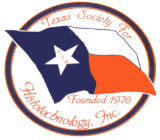 Texas Society For
Founded 1976
Histotechnology, Inc.